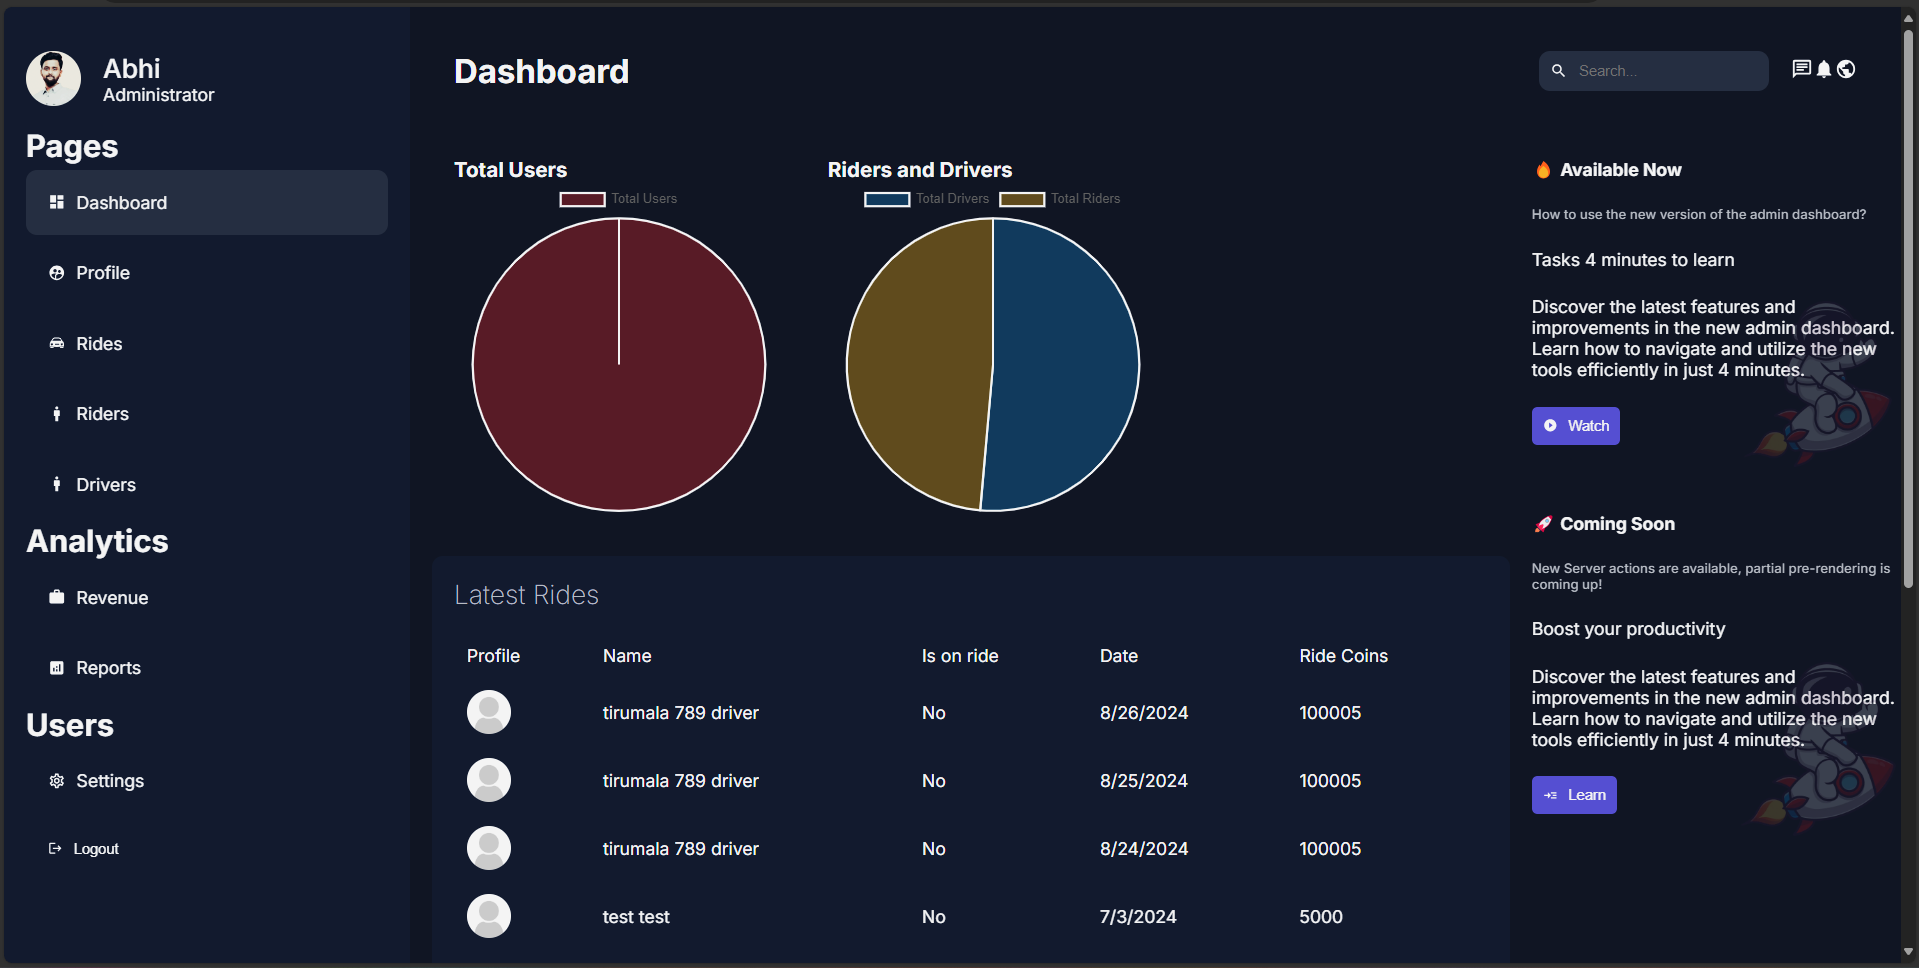 Abhi
Administrator
Pages
Dashboard
Profile
Rides
Riders
Drivers
Analytics
Revenue
Reports
Users
Settings
Logout
Dashboard
Search...
Total Users
Total Users
Riders and Drivers
Total Drivers Total Riders
Latest Rides
Profile Name Is on ride Date Ride Coins
tirumala 789 driver No 8/26/2024 100005
tirumala 789 driver No 8/25/2024 100005
tirumala 789 driver No 8/24/2024 100005
test test No 7/3/2024 5000
🔥 Available Now
How to use the new version of the admin dashboard?
Tasks 4 minutes to learn
Discover the latest features and
improvements in the new admin dashboard.
Learn how to navigate and utilize the new
tools efficiently in just 4 minutes.
Watch
🚀 Coming Soon
New Server actions are available, partial pre-rendering is
coming up!
Boost your productivity
Discover the latest features and
improvements in the new admin dashboard.
Learn how to navigate and utilize the new
tools efficiently in just 4 minutes.
Learn